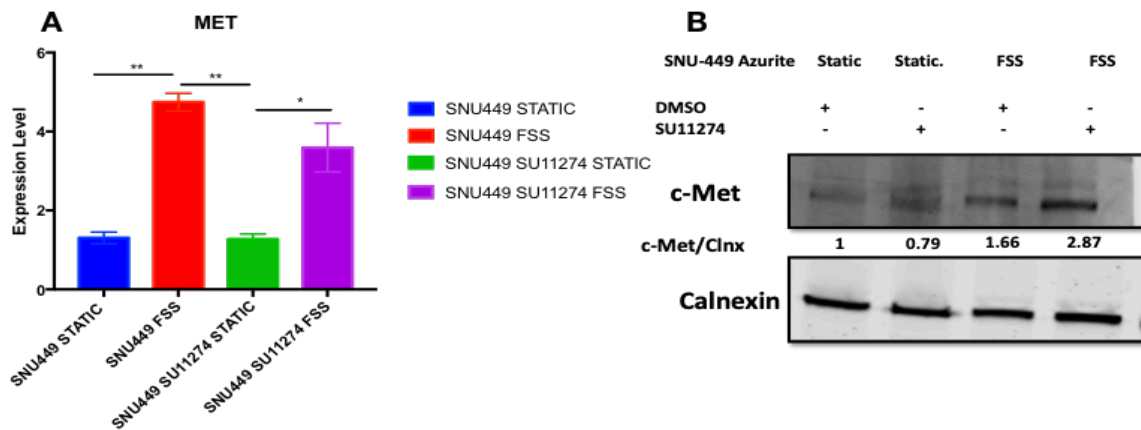 A
MET
Expression Level
6
4
2
0
**
**
*
SNU449 STATIC
SNU449 FSS
SNU449 SU11274 STATIC
SNU449 SU11274 FSS
SNU449 STATIC
SNU449 FSS
SNU449 SU11274 STATIC
SNU449 SU11274 FSS
B
SNU-449 Azurite Static Static. FSS FSS
DMSO + - + -
SU11274 - + - +
c-Met
c-Met/Clnx 1 0.79 1.66 2.87
Calnexin